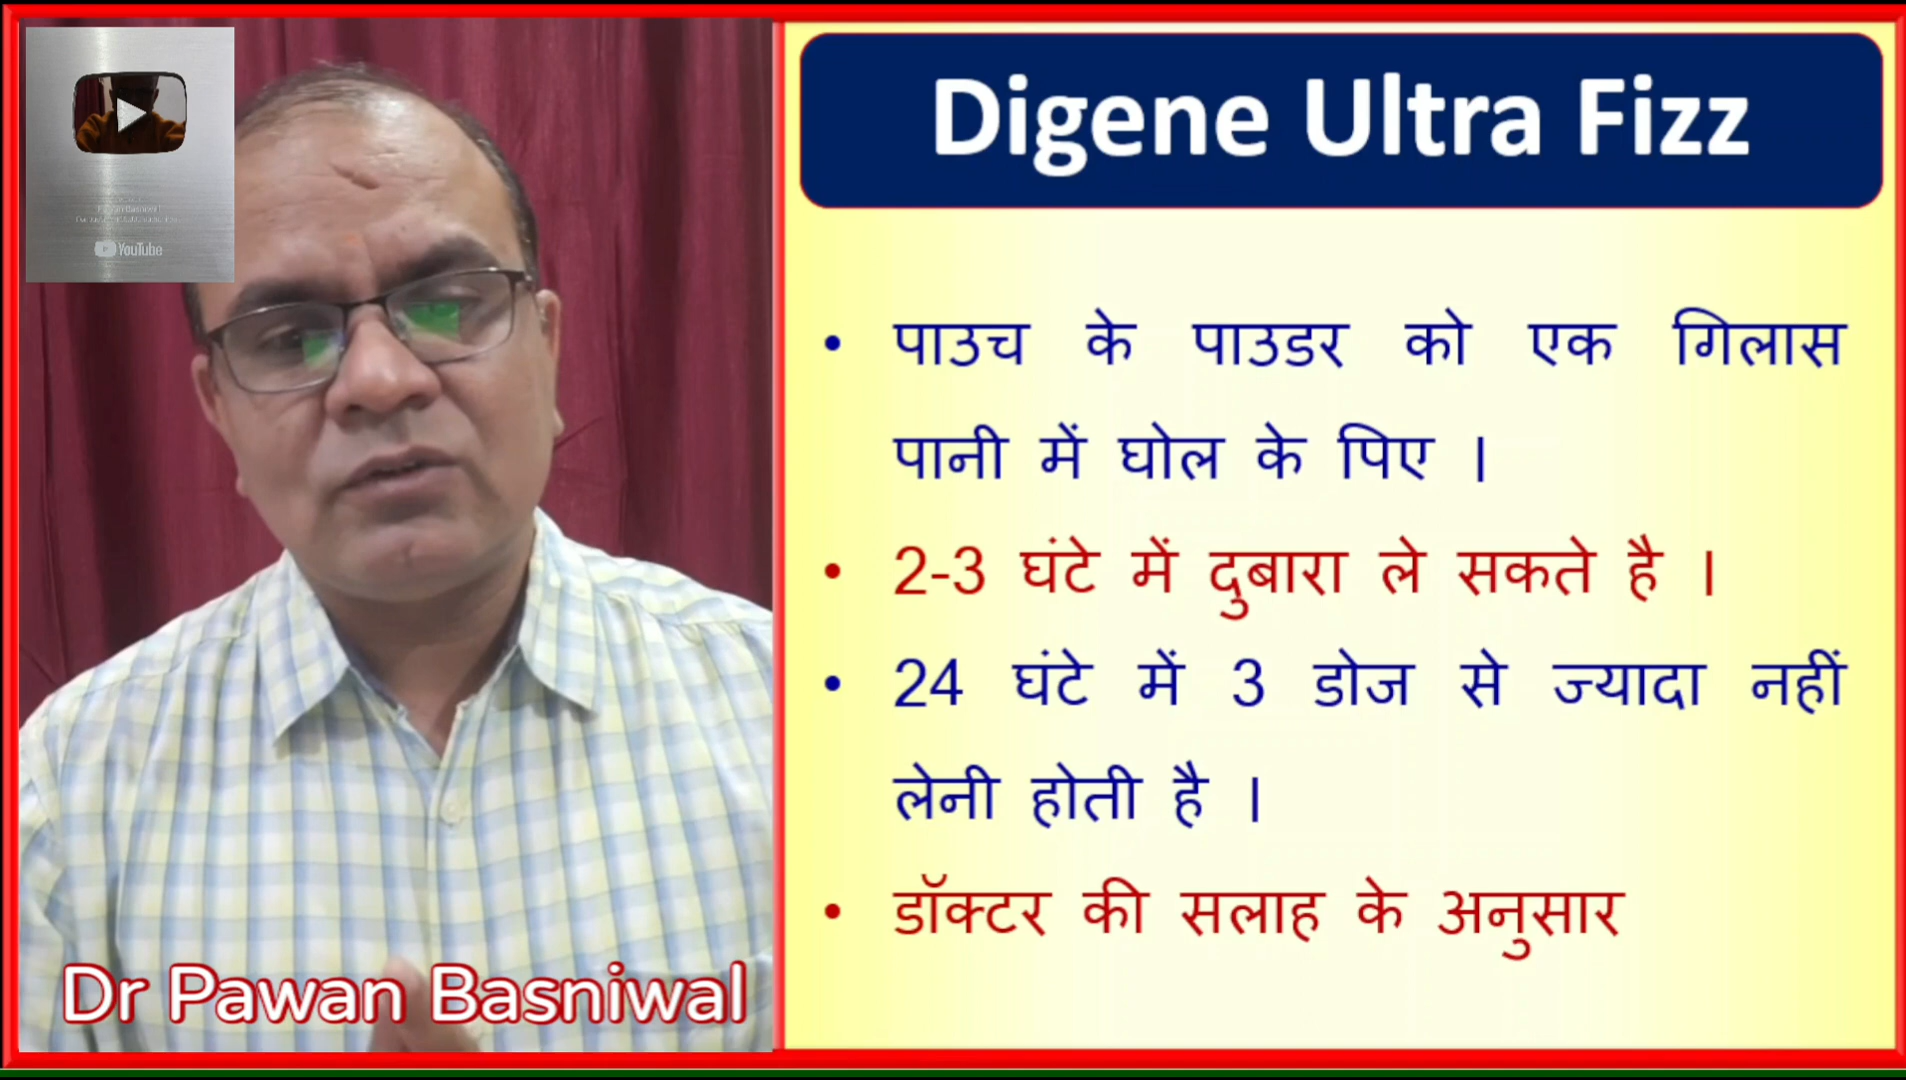 Digene Ultra Fizz
• पाउच के पाउडर को एक गिलास
पानी में घोल के पिए ।
• 2-3 घंटे में दुबारा ले सकते है ।
• 24 घंटे में 3 डोज से ज्यादा नहीं
लेनी होती है ।
• डॉक्टर की सलाह के अनुसार
YouTube
Dr Pawan Basniwal